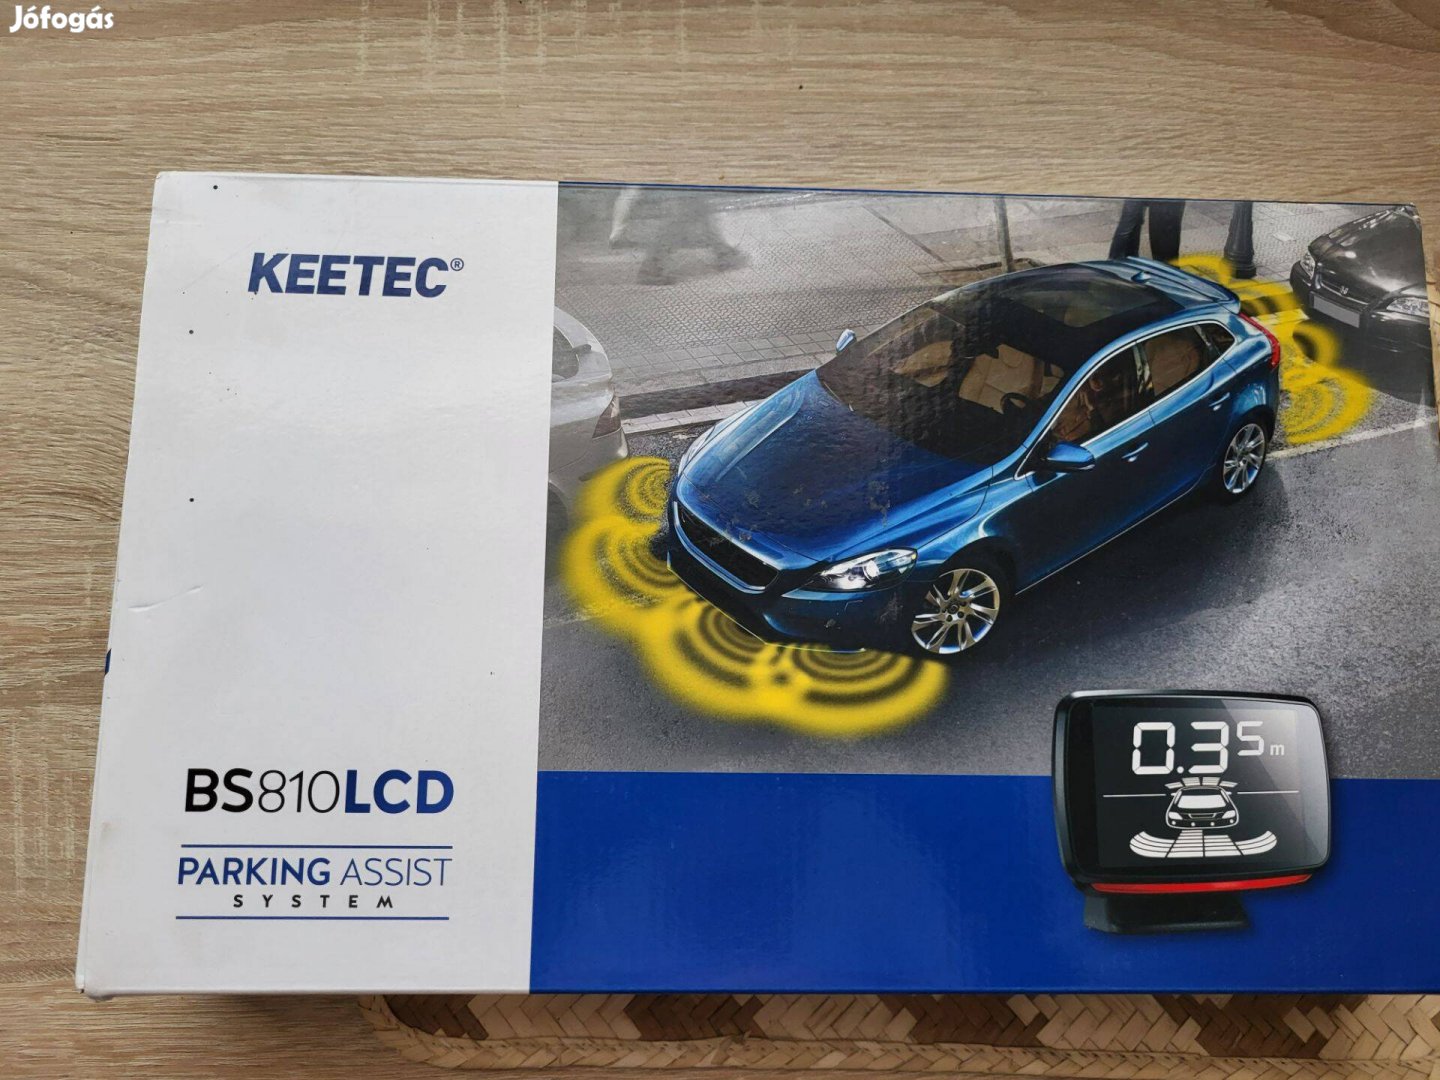 Jófogás
KEETEC®
0.35m
BS810LCD
PARKING ASSIST
SYSTEM